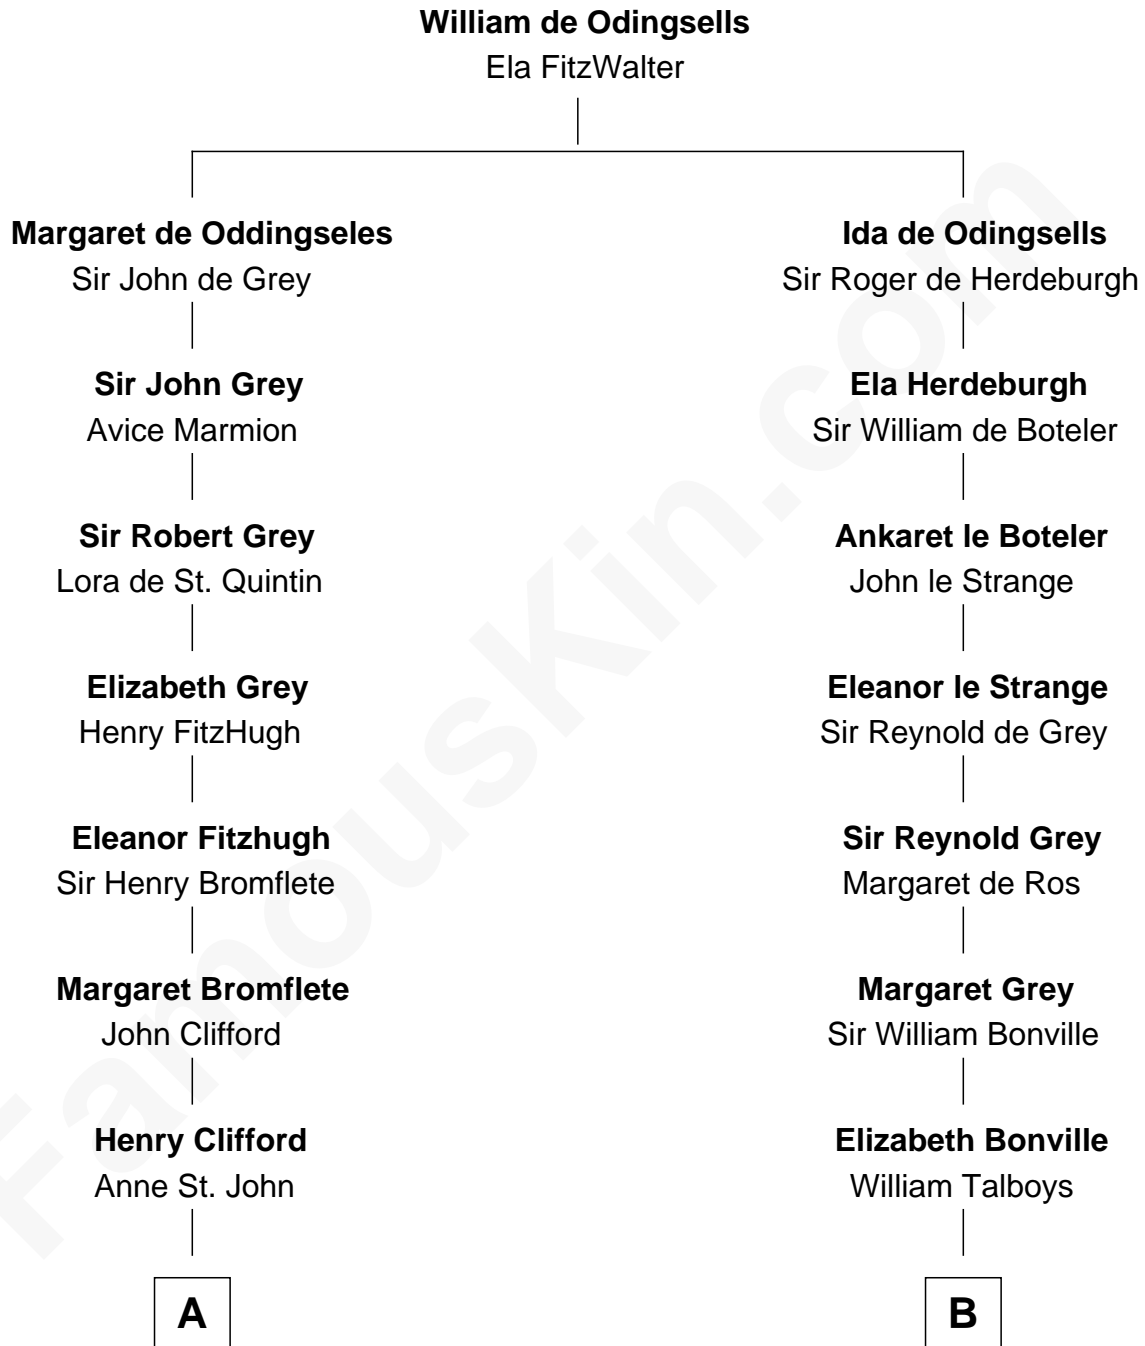 William de Odingsells
Ela FitzWalter
Margaret de Oddingseles
Sir John de Grey
Sir John Grey
Avice Marmion
Sir Robert Grey
Lora de St. Quintin
Elizabeth Grey
Henry FitzHugh
Eleanor Fitzhugh
Sir Henry Bromflete
Margaret Bromflete
John Clifford
Henry Clifford
Anne St. John
A
Ida de Odingsells
Sir Roger de Herdeburgh
Ela Herdeburgh
Sir William de Boteler
Ankaret le Boteler
John le Strange
Eleanor le Strange
Sir Reynold de Grey
Sir Reynold Grey
Margaret de Ros
Margaret Grey
Sir William Bonville
Elizabeth Bonville
William Talboys
B
FamousKin.com